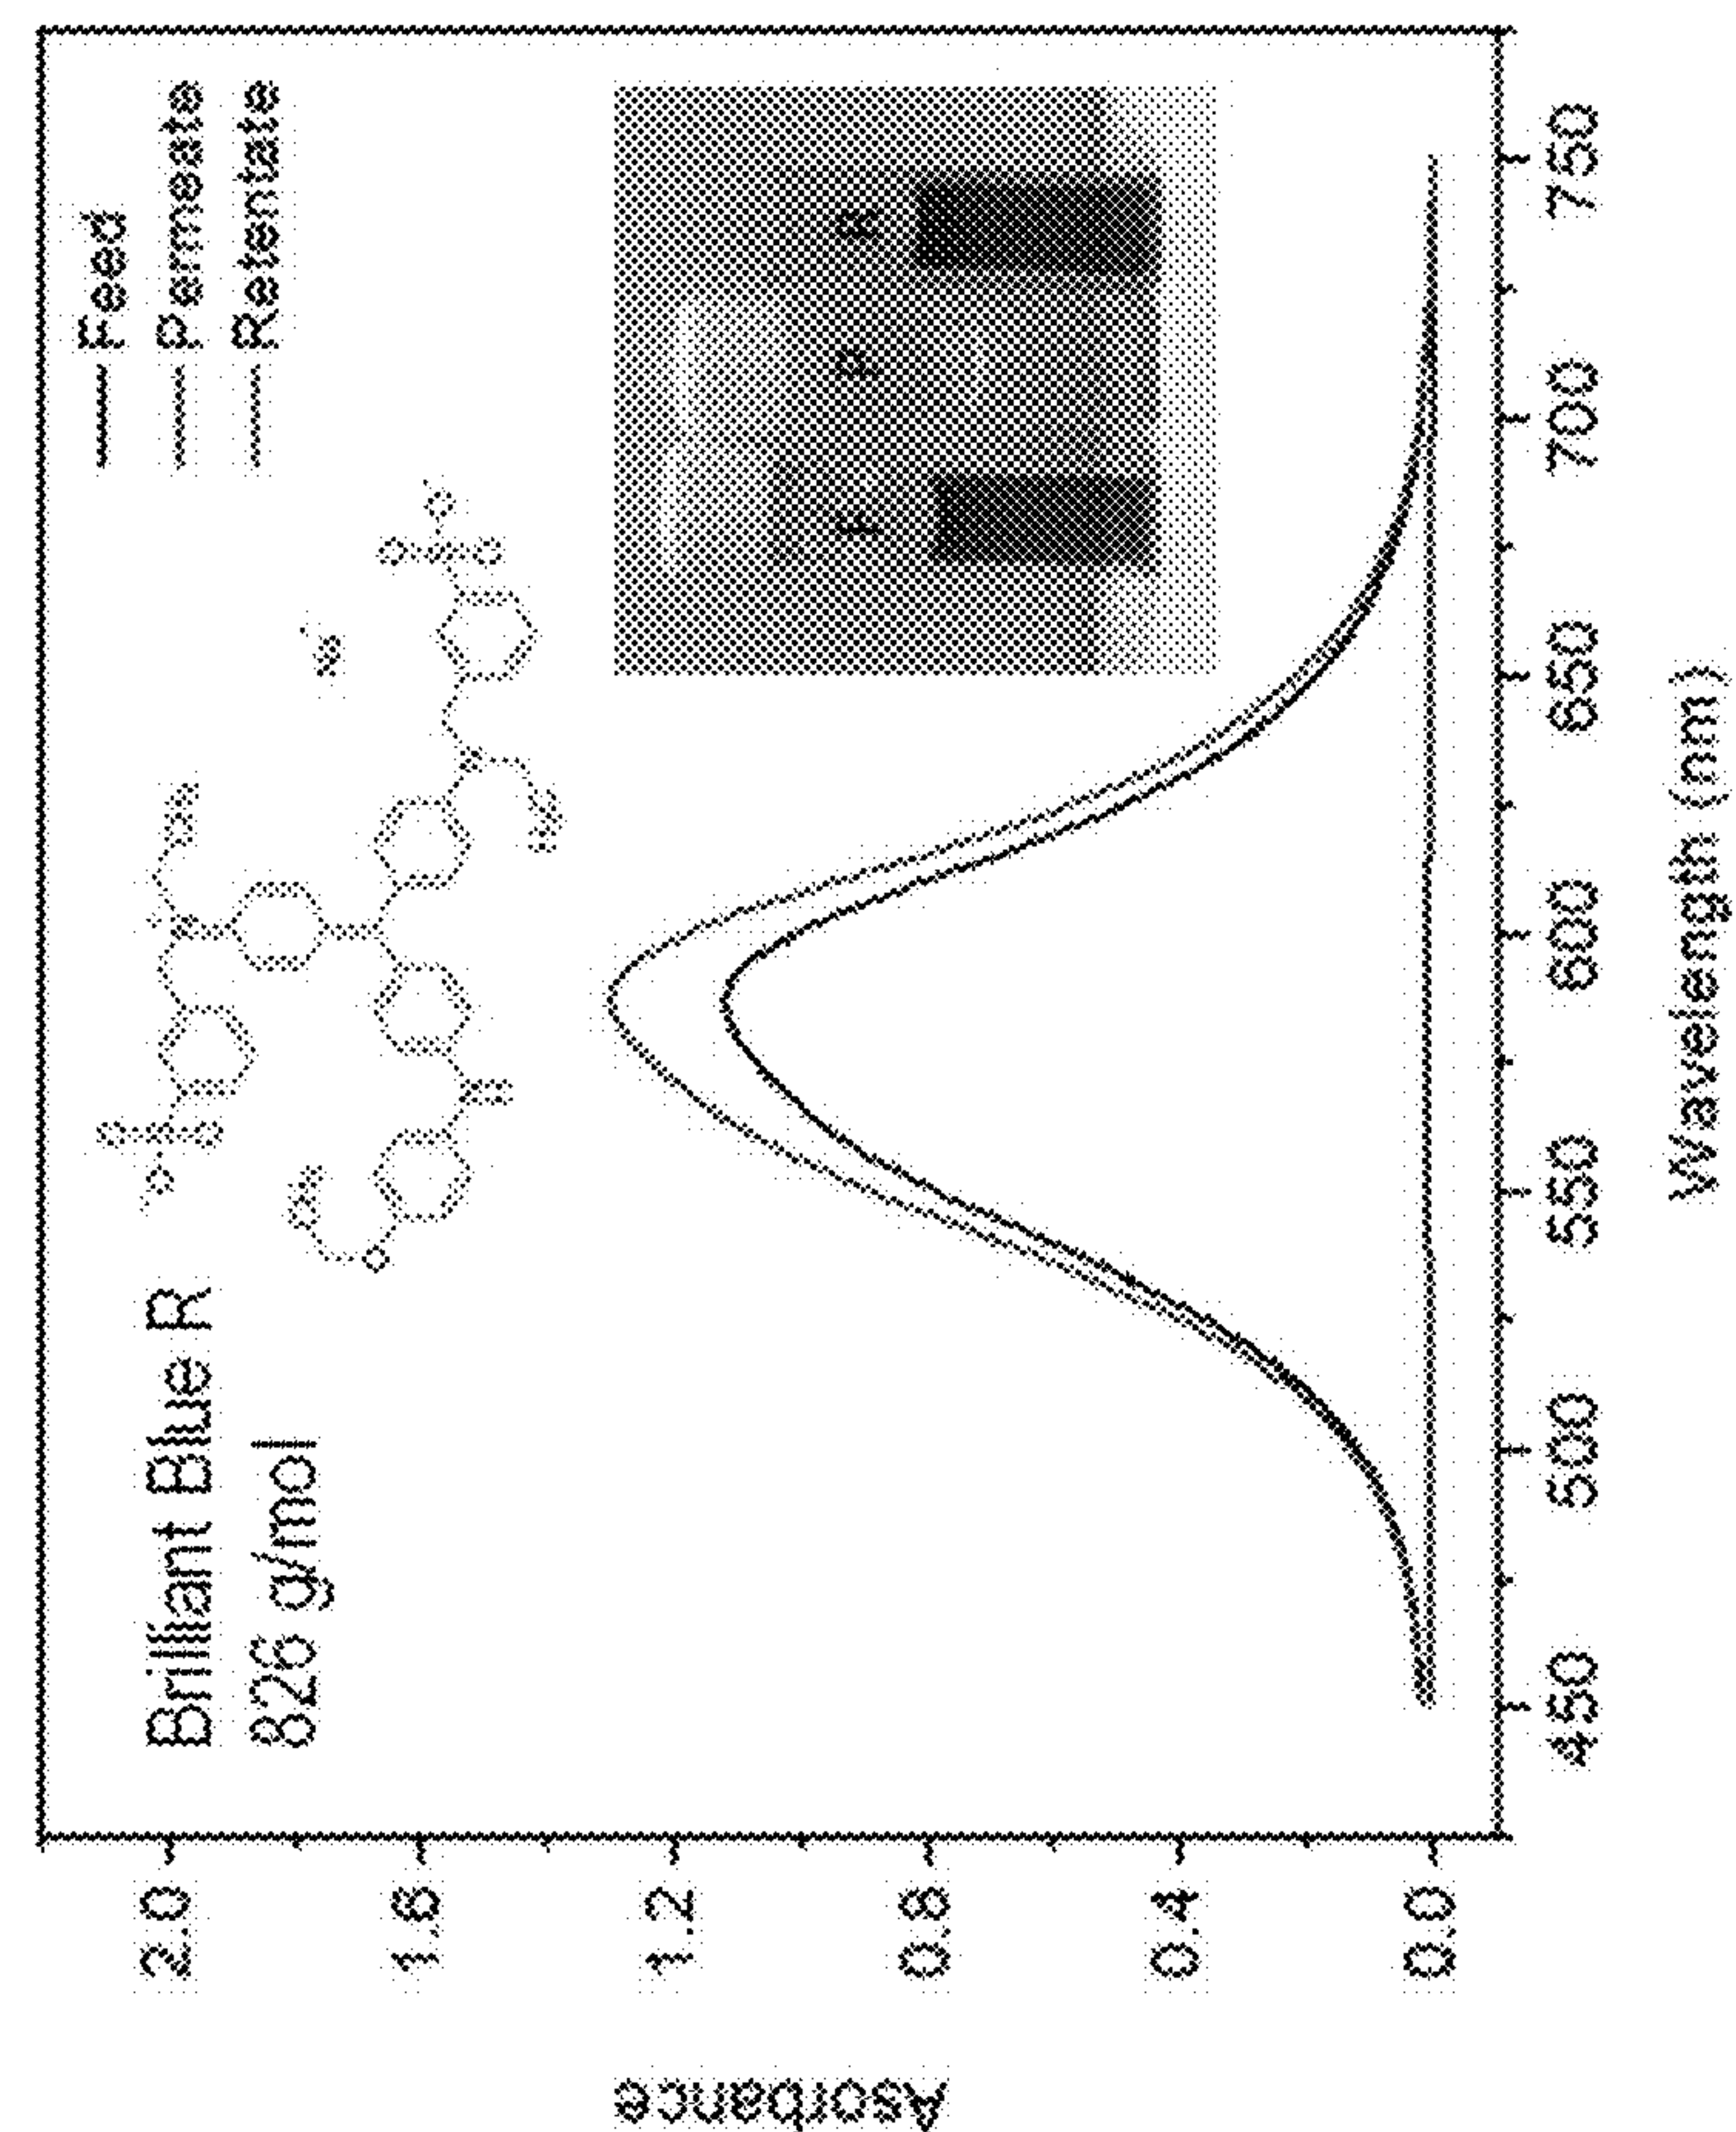 Brilliant Blue R
826 g/mol
Feed
Permeate
Retentate
F P R
Asorbance
2.0
1.6
1.2
0.8
0.4
0.0
450 500 550 600 650 700 750
Wavelength (nm)